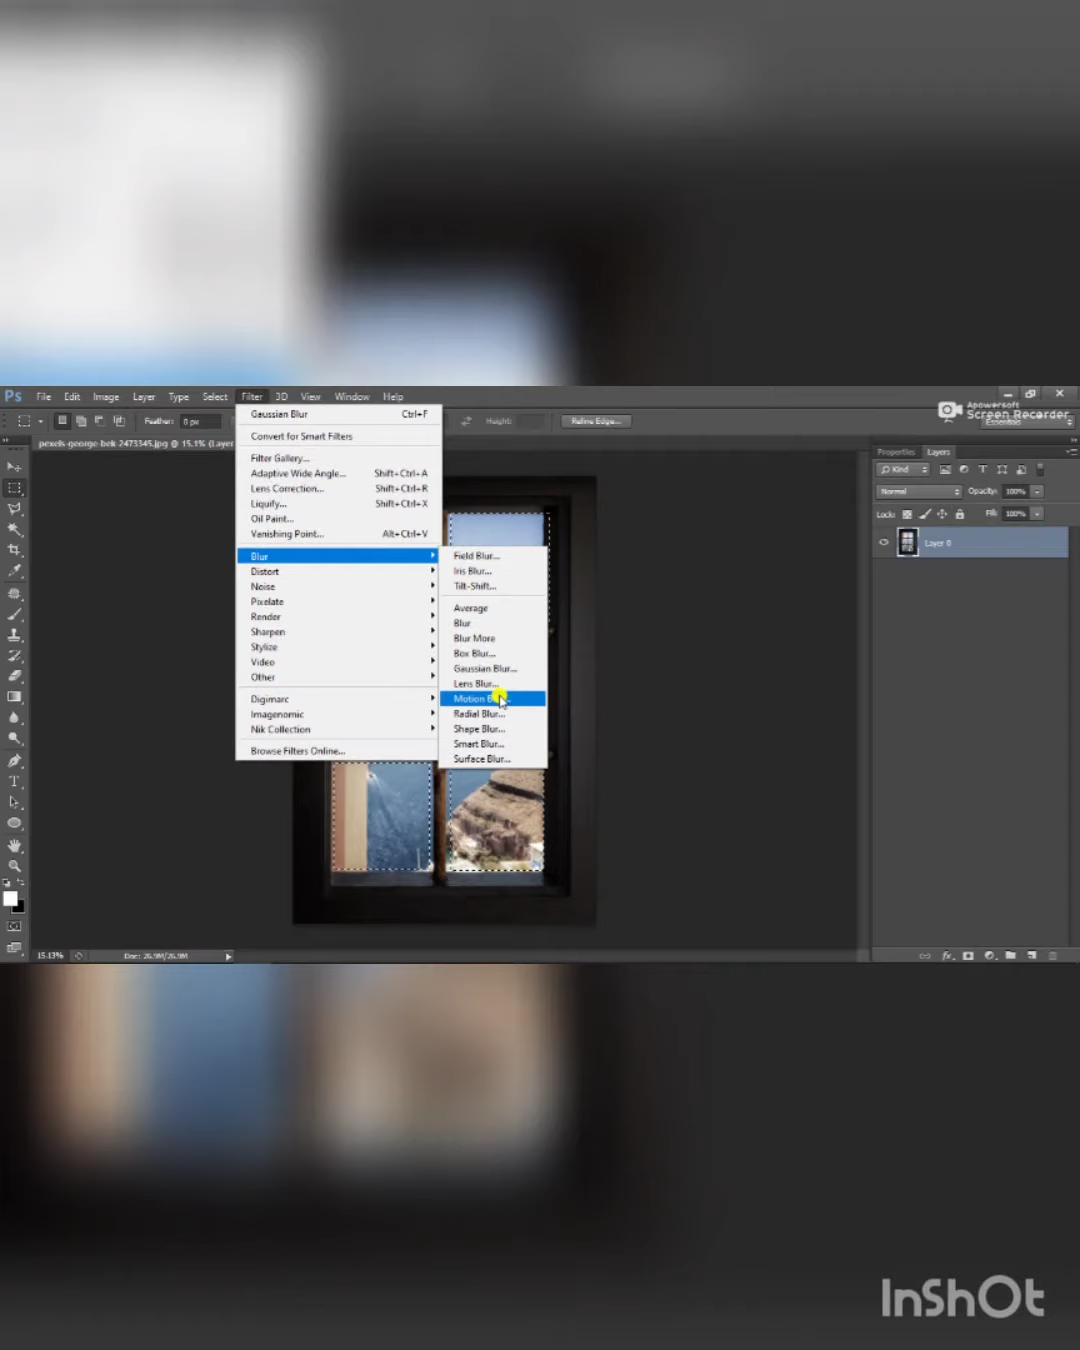 Ps File Edit Image Layer Type Select Filter 3D View Window Help
Apowersoft
Screen Recorder
Feather: 0 px
Height:
Refine Edge...
Essentials
pexels-george-bek-2473345.jpg @ 15.1% (Layer
Gaussian Blur Ctrl+F
Convert for Smart Filters
Filter Gallery...
Adaptive Wide Angle... Shift+Ctrl+A
Lens Correction... Shift+Ctrl+R
Liquify... Shift+Ctrl+X
Oil Paint...
Vanishing Point... Alt+Ctrl+V
Blur
Distort
Noise
Pixelate
Render
Sharpen
Stylize
Video
Other
Digimarc
Imagenomic
Nik Collection
Browse Filters Online...
Field Blur...
Iris Blur...
Tilt-Shift...
Average
Blur
Blur More
Box Blur...
Gaussian Blur...
Lens Blur...
Motion
Radial Blur...
Shape Blur...
Smart Blur...
Surface Blur...
Properties Layers
Kind
Normal Opacity: 100%
Lock: Fill: 100%
Layer 0
15.13% Doc: 26.9M/26.9M
InShOt